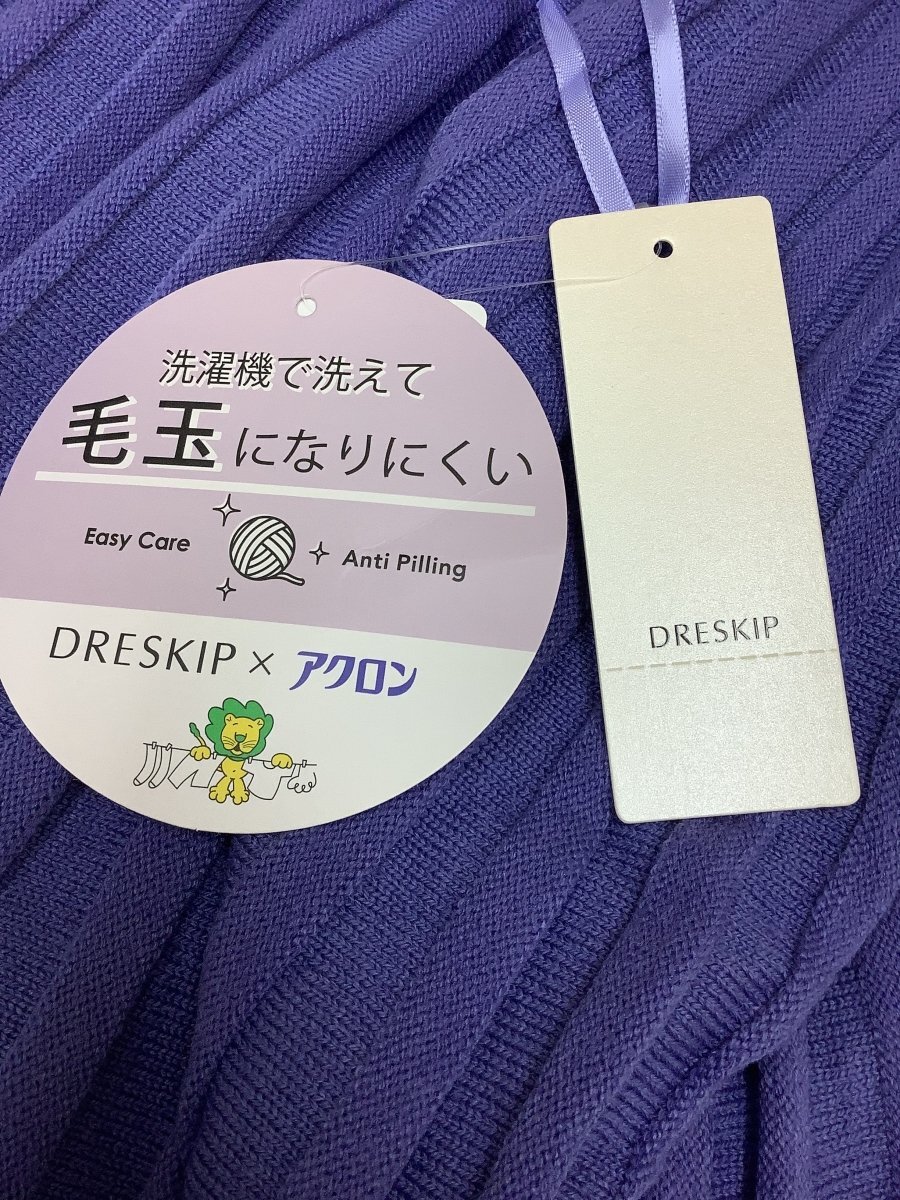 洗濯機で洗えて
毛玉になりにくい
Easy Care
Anti Pilling
DRESKIP × アクロン
DRESKIP